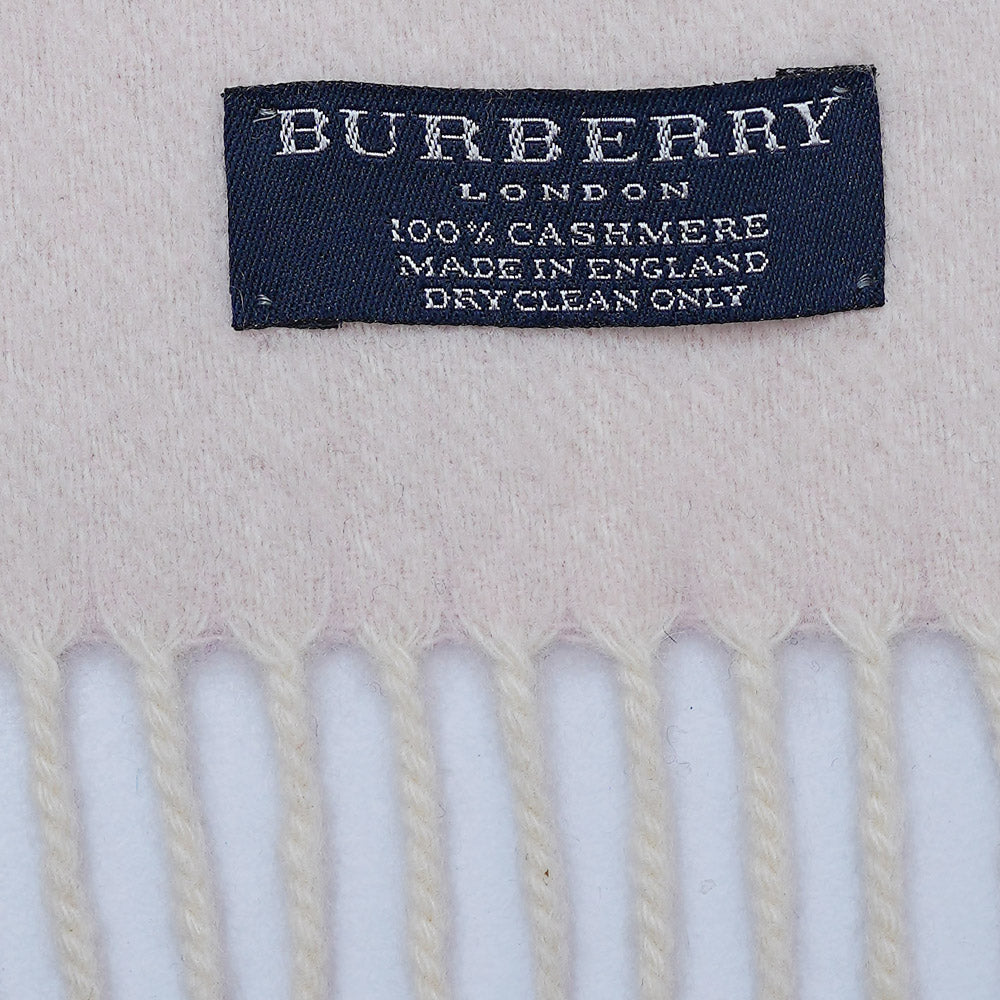 BURBERRY
LONDON
100% CASHMERE
MADE IN ENGLAND
DRY CLEAN ONLY